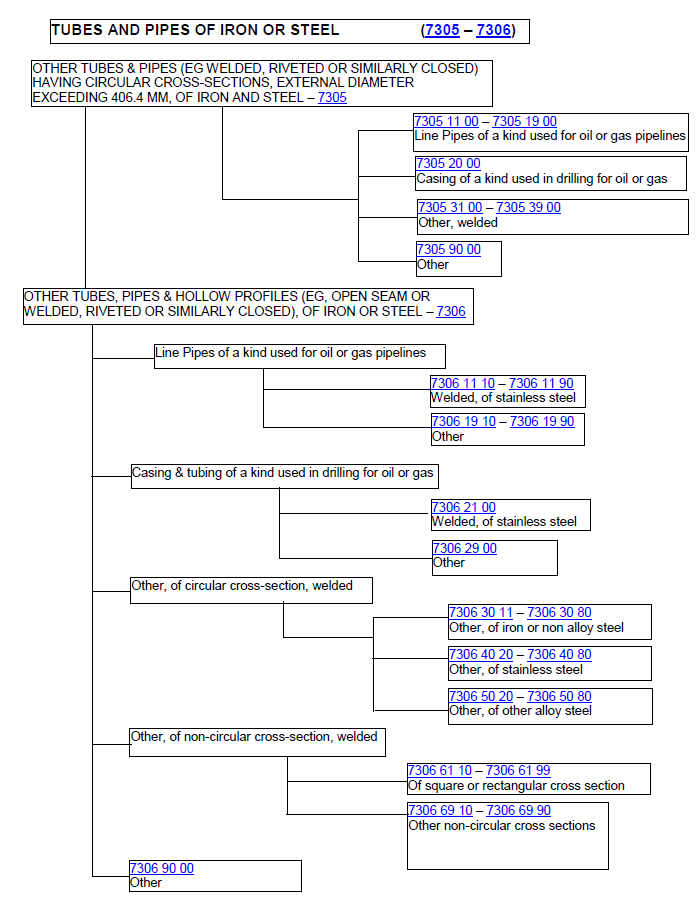 TUBES AND PIPES OF IRON OR STEEL (7305 – 7306)
OTHER TUBES & PIPES (EG WELDED, RIVETED OR SIMILARLY CLOSED)
HAVING CIRCULAR CROSS-SECTIONS, EXTERNAL DIAMETER
EXCEEDING 406.4 MM, OF IRON AND STEEL – 7305
7305 11 00 – 7305 19 00
Line Pipes of a kind used for oil or gas pipelines
7305 20 00
Casing of a kind used in drilling for oil or gas
7305 31 00 – 7305 39 00
Other, welded
7305 90 00
Other
OTHER TUBES, PIPES & HOLLOW PROFILES (EG, OPEN SEAM OR
WELDED, RIVETED OR SIMILARLY CLOSED), OF IRON OR STEEL – 7306
Line Pipes of a kind used for oil or gas pipelines
7306 11 10 – 7306 11 90
Welded, of stainless steel
7306 19 10 – 7306 19 90
Other
Casing & tubing of a kind used in drilling for oil or gas
7306 21 00
Welded, of stainless steel
7306 29 00
Other
Other, of circular cross-section, welded
7306 30 11 – 7306 30 80
Other, of iron or non alloy steel
7306 40 20 – 7306 40 80
Other, of stainless steel
7306 50 20 – 7306 50 80
Other, of other alloy steel
Other, of non-circular cross-section, welded
7306 61 10 – 7306 61 99
Of square or rectangular cross section
7306 69 10 – 7306 69 90
Other non-circular cross sections
7306 90 00
Other